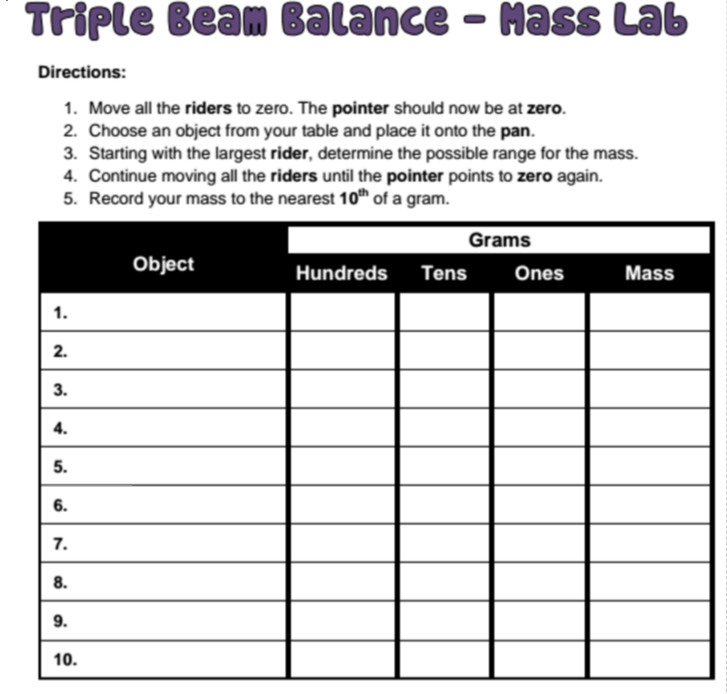 Triple Beam Balance - Mass Lab
Directions:
1. Move all the riders to zero. The pointer should now be at zero.
2. Choose an object from your table and place it onto the pan.
3. Starting with the largest rider, determine the possible range for the mass.
4. Continue moving all the riders until the pointer points to zero again.
5. Record your mass to the nearest 10th of a gram.
Grams
Object Hundreds Tens Ones Mass
1.
2.
3.
4.
5.
6.
7.
8.
9.
10.